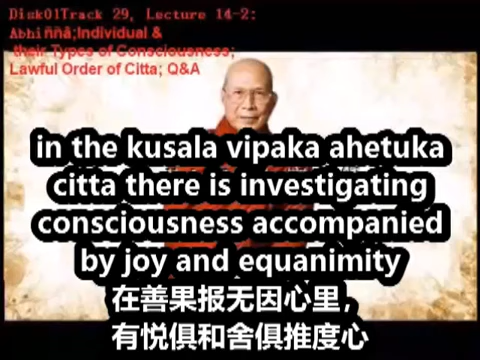 Disk01Track 29, Lecture 14-2:
Abhiññā;Individual &
their Types of Consciousness;
Lawful Order of Citta; Q&A
in the kusala vipaka ahetuka
citta there is investigating
consciousness accompanied
by joy and equanimity
在善果报无因心里，
有悦俱和舍俱推度心